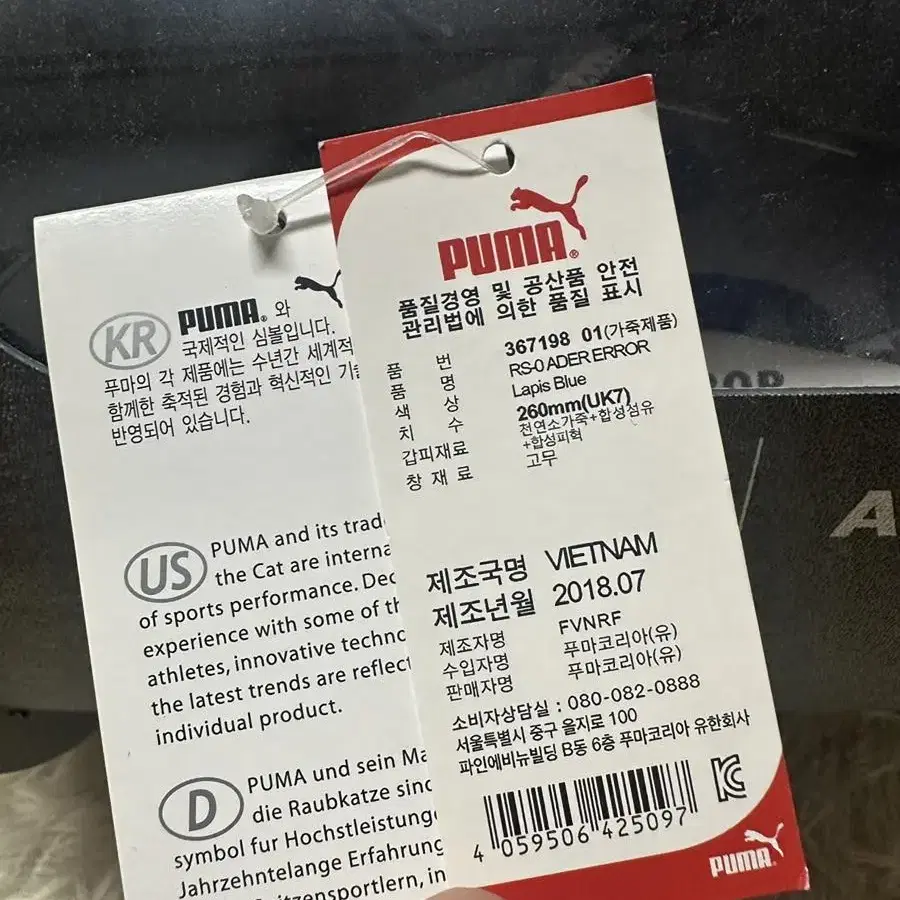 KR
PUMA® 와
국제적인 심볼입니다.
푸마의 각 제품에는 수년간 세계적
함께한 축적된 경험과 혁신적인 기술
반영되어 있습니다.
US
PUMA and its trad
the Cat are interna
of sports performance. Dec
experience with some of th
athletes, innovative techno
the latest trends are reflect
individual product.
D
PUMA und sein Ma
die Raubkatze sind
symbol fur Hochstleistung
Jahrzehntelange Erfahrung
itzensportlern, in
PUMA®
품질경영 및 공산품 안전
관리법에 의한 품질 표시
품 번 367198 01(가죽제품)
품 명 RS-0 ADER ERROR
색 상 Lapis Blue
치 수 260mm(UK7)
갑피재료 천연소가죽+합성섬유
+합성피혁
창 재 료 고무
제조국명 VIETNAM
제조년월 2018.07
제조자명 FVNRF
수입자명 푸마코리아(유)
판매자명 푸마코리아(유)
소비자상담실 : 080-082-0888
서울특별시 중구 을지로 100
파인에비뉴빌딩 B동 6층 푸마코리아 유한회사
4 059506 425097
PUMA
A